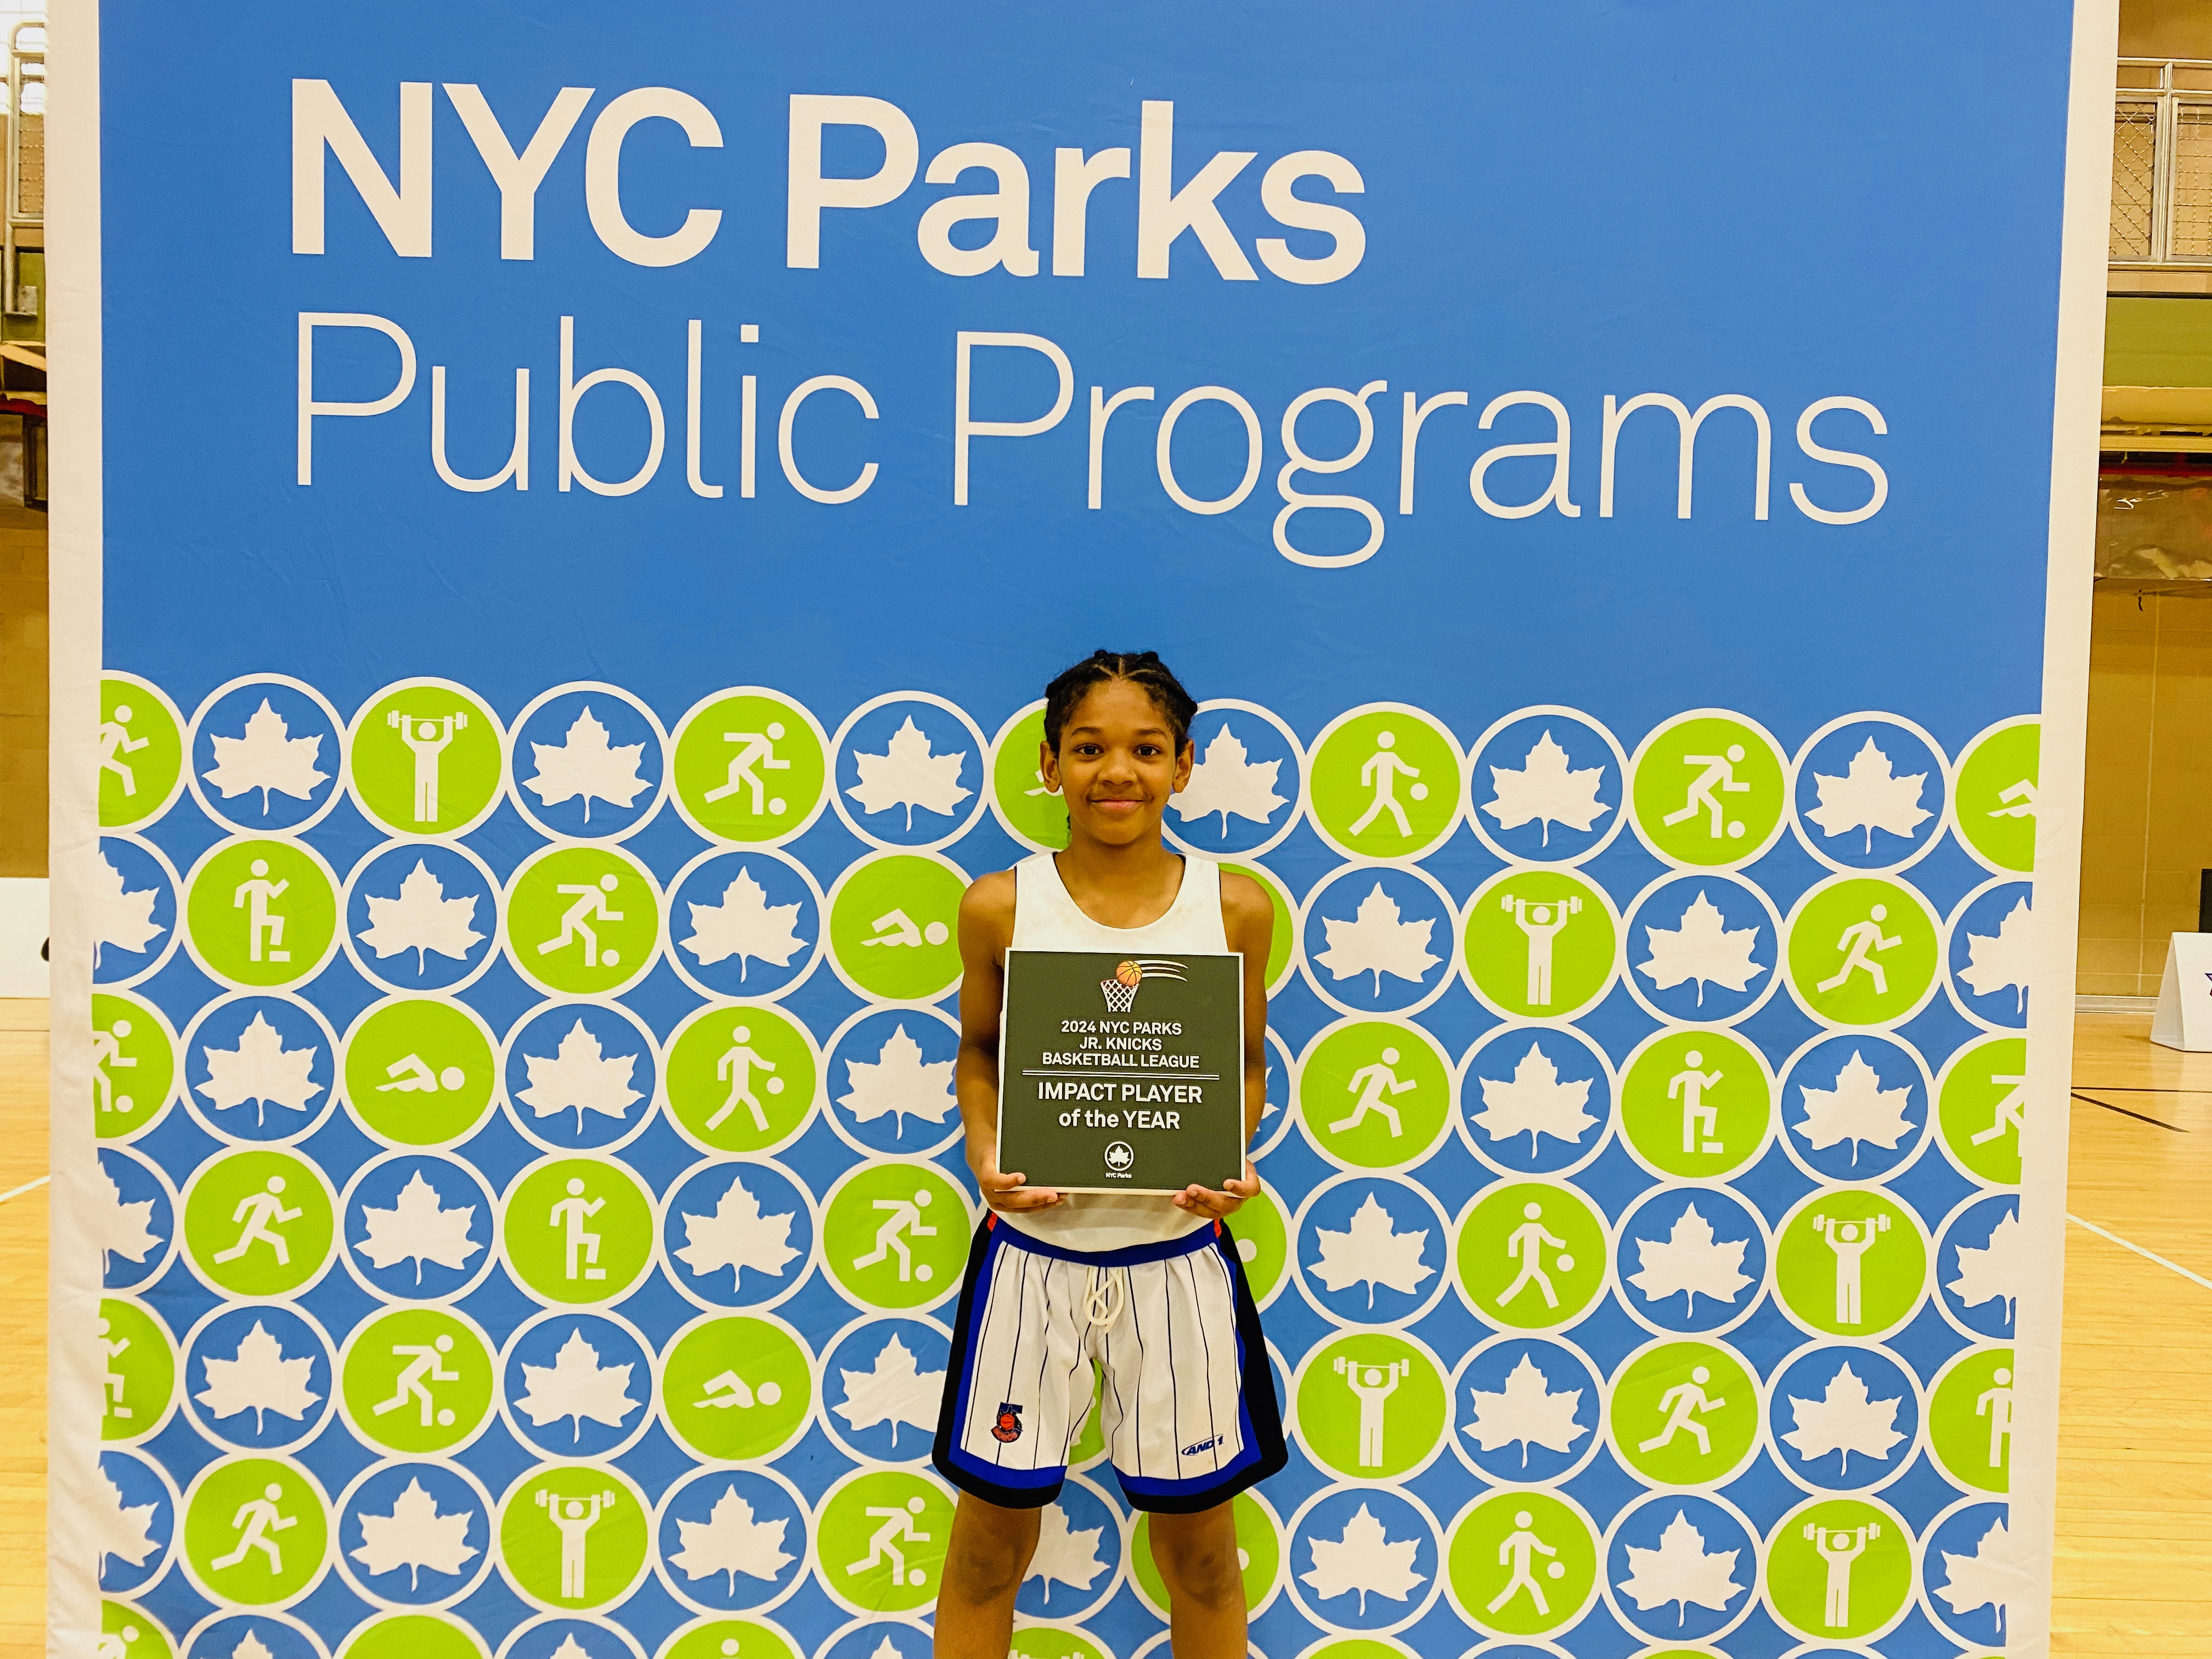 NYC Parks
Public Programs
2024 NYC PARKS
JR. KNICKS
BASKETBALL LEAGUE
IMPACT PLAYER
of the YEAR
NYC Parks
AND1